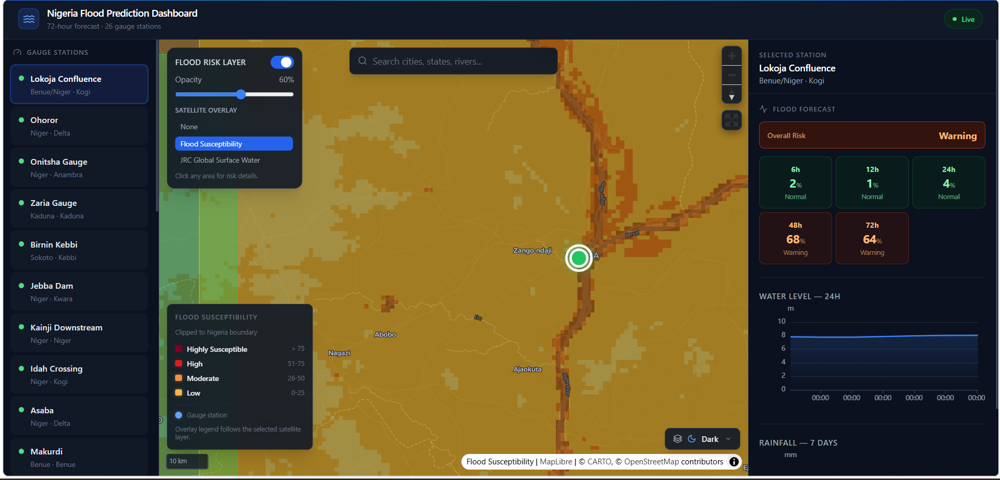 Nigeria Flood Prediction Dashboard
72-hour forecast · 26 gauge stations
Live
GAUGE STATIONS
Lokoja Confluence
Benue/Niger · Kogi
Ohoror
Niger · Delta
Onitsha Gauge
Niger · Anambra
Zaria Gauge
Kaduna · Kaduna
Birnin Kebbi
Sokoto · Kebbi
Jebba Dam
Niger · Kwara
Kainji Downstream
Niger · Niger
Idah Crossing
Niger · Kogi
Asaba
Niger · Delta
Makurdi
Benue · Benue
FLOOD RISK LAYER
Opacity 60%
SATELLITE OVERLAY
None
Flood Susceptibility
JRC Global Surface Water
Click any area for risk details.
Search cities, states, rivers...
Niger River
Benué
Zango-ndaji
A
Ero
Abobo
Nagazi
Ajaokuta
Niger River
FLOOD SUSCEPTIBILITY
Clipped to Nigeria boundary
Highly Susceptible > 75
High 51-75
Moderate 26-50
Low 0-25
Gauge station
Overlay legend follows the selected satellite
layer.
10 km
Dark
Flood Susceptibility | MapLibre | © CARTO, © OpenStreetMap contributors
SELECTED STATION
Lokoja Confluence
Benue/Niger · Kogi
FLOOD FORECAST
Overall Risk Warning
6h 12h 24h
2% 1% 4%
Normal Normal Normal
48h 72h
68% 64%
Warning Warning
WATER LEVEL — 24H
m
10
8
6
4
2
0
00:00 00:00 00:00 00:00 00:00 00:00
RAINFALL — 7 DAYS
mm